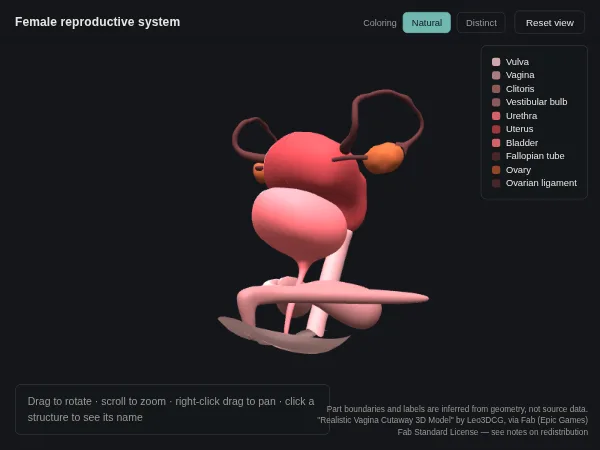 Female reproductive system
Coloring Natural Distinct Reset view
Vulva
Vagina
Clitoris
Vestibular bulb
Urethra
Uterus
Bladder
Fallopian tube
Ovary
Ovarian ligament
Drag to rotate · scroll to zoom · right-click drag to pan · click a
structure to see its name
Part boundaries and labels are inferred from geometry, not source data.
"Realistic Vagina Cutaway 3D Model" by Leo3DCG, via Fab (Epic Games)
Fab Standard License — see notes on redistribution